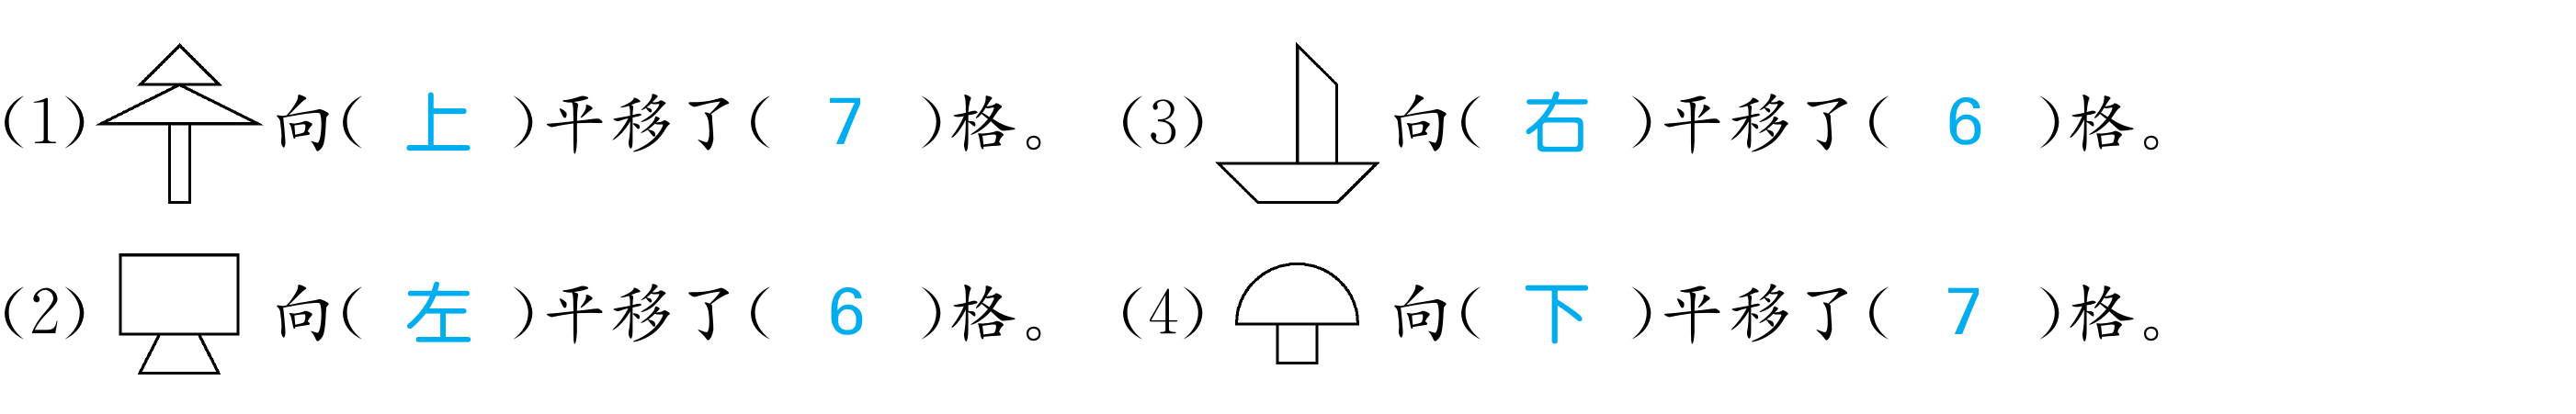 (1) 向( 上 )平移了( 7 )格。 (3) 向( 右 )平移了( 6 )格。
(2) 向( 左 )平移了( 6 )格。 (4) 向( 下 )平移了( 7 )格。